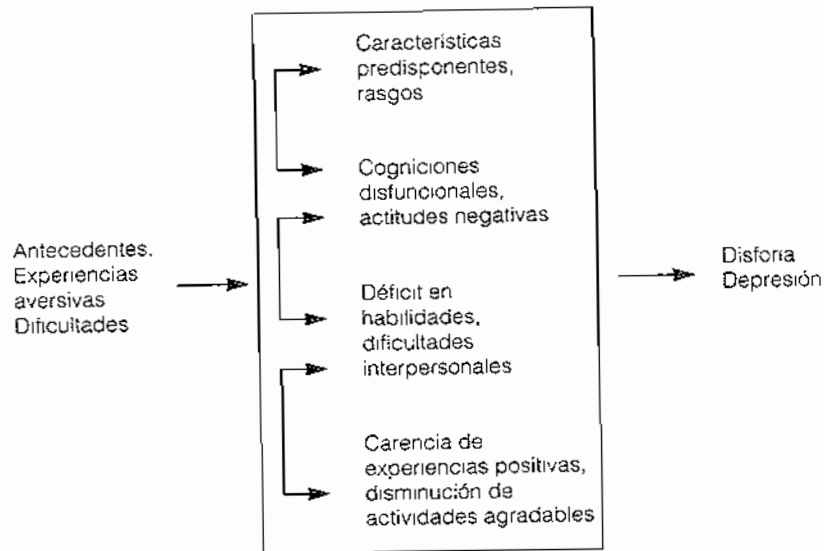 Características
predisponentes,
rasgos
Cogniciones
disfuncionales,
actitudes negativas
Antecedentes.
Experiencias
aversivas
Dificultades
Déficit en
habilidades,
dificultades
interpersonales
Carencia de
experiencias positivas,
disminución de
actividades agradables
Disforia
Depresión